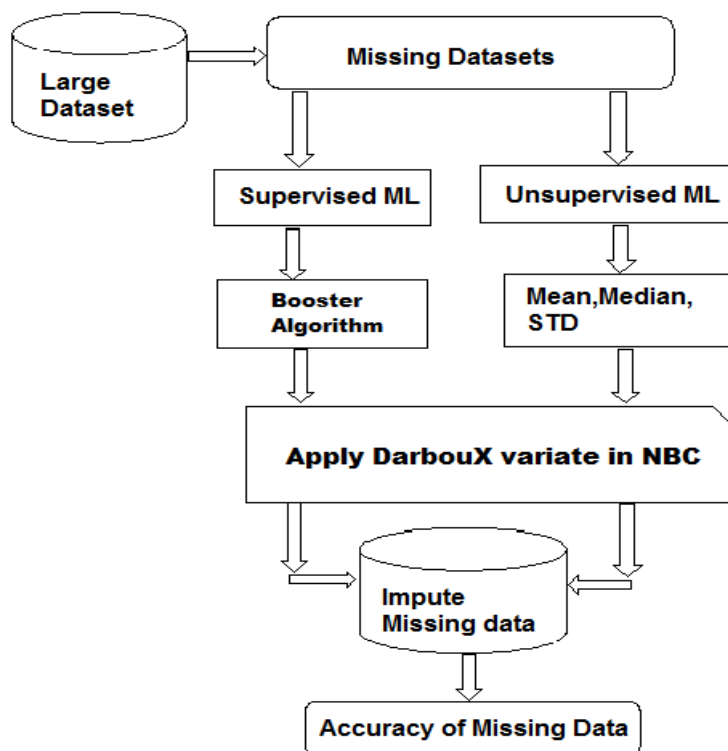 Large
Dataset
Missing Datasets
Supervised ML
Unsupervised ML
Booster
Algorithm
Mean,Median,
STD
Apply DarbouX variate in NBC
Impute
Missing data
Accuracy of Missing Data